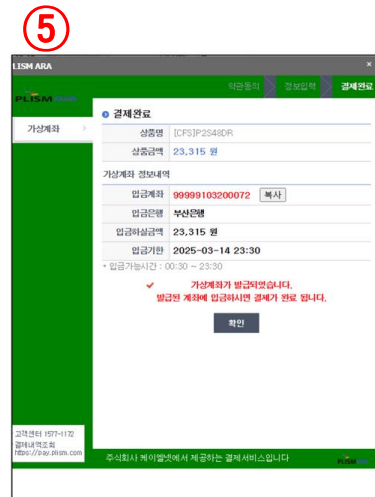 ⑤
PLISM ARA ×
PLISM ARA
약관동의 정보입력 결제완료
가상계좌 >
결제완료
상품명 [CFS]P2S48DR
상품금액 23,315 원
가상계좌 정보내역
입금계좌 99999103200072 복사
입금은행 부산은행
입금하실금액 23,315 원
입금기한 2025-03-14 23:30
* 입금가능시간 : 00:30 ~ 23:30
✔ 가상계좌가 발급되었습니다.
발급된 계좌에 입금하시면 결제가 완료 됩니다.
확인
고객센터 1577-1172
결제내역조회
https://pay.plism.com
주식회사 케이엘넷에서 제공하는 결제서비스입니다
PLISM